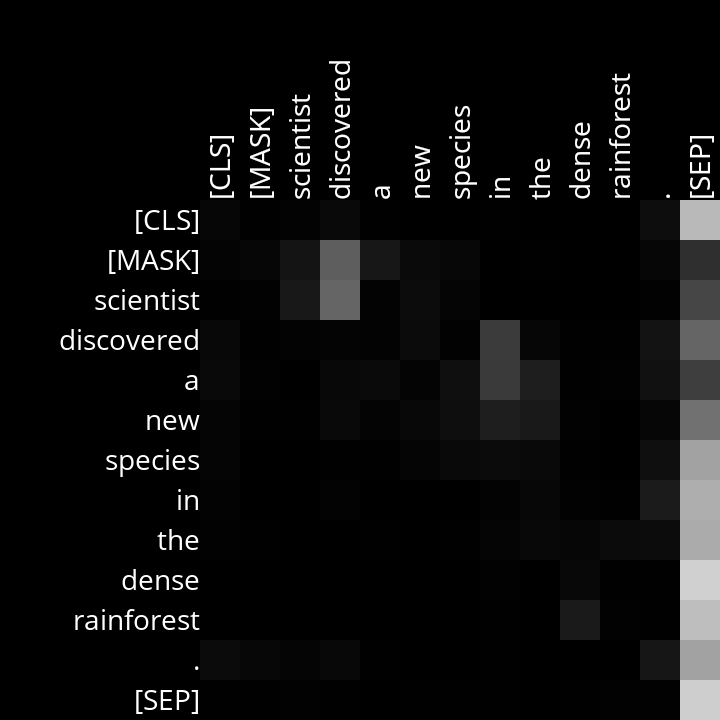 [CLS]
[MASK]
scientist
discovered
a
new
species
in
the
dense
rainforest
.
[SEP]
[CLS]
[MASK]
scientist
discovered
a
new
species
in
the
dense
rainforest
.
[SEP]